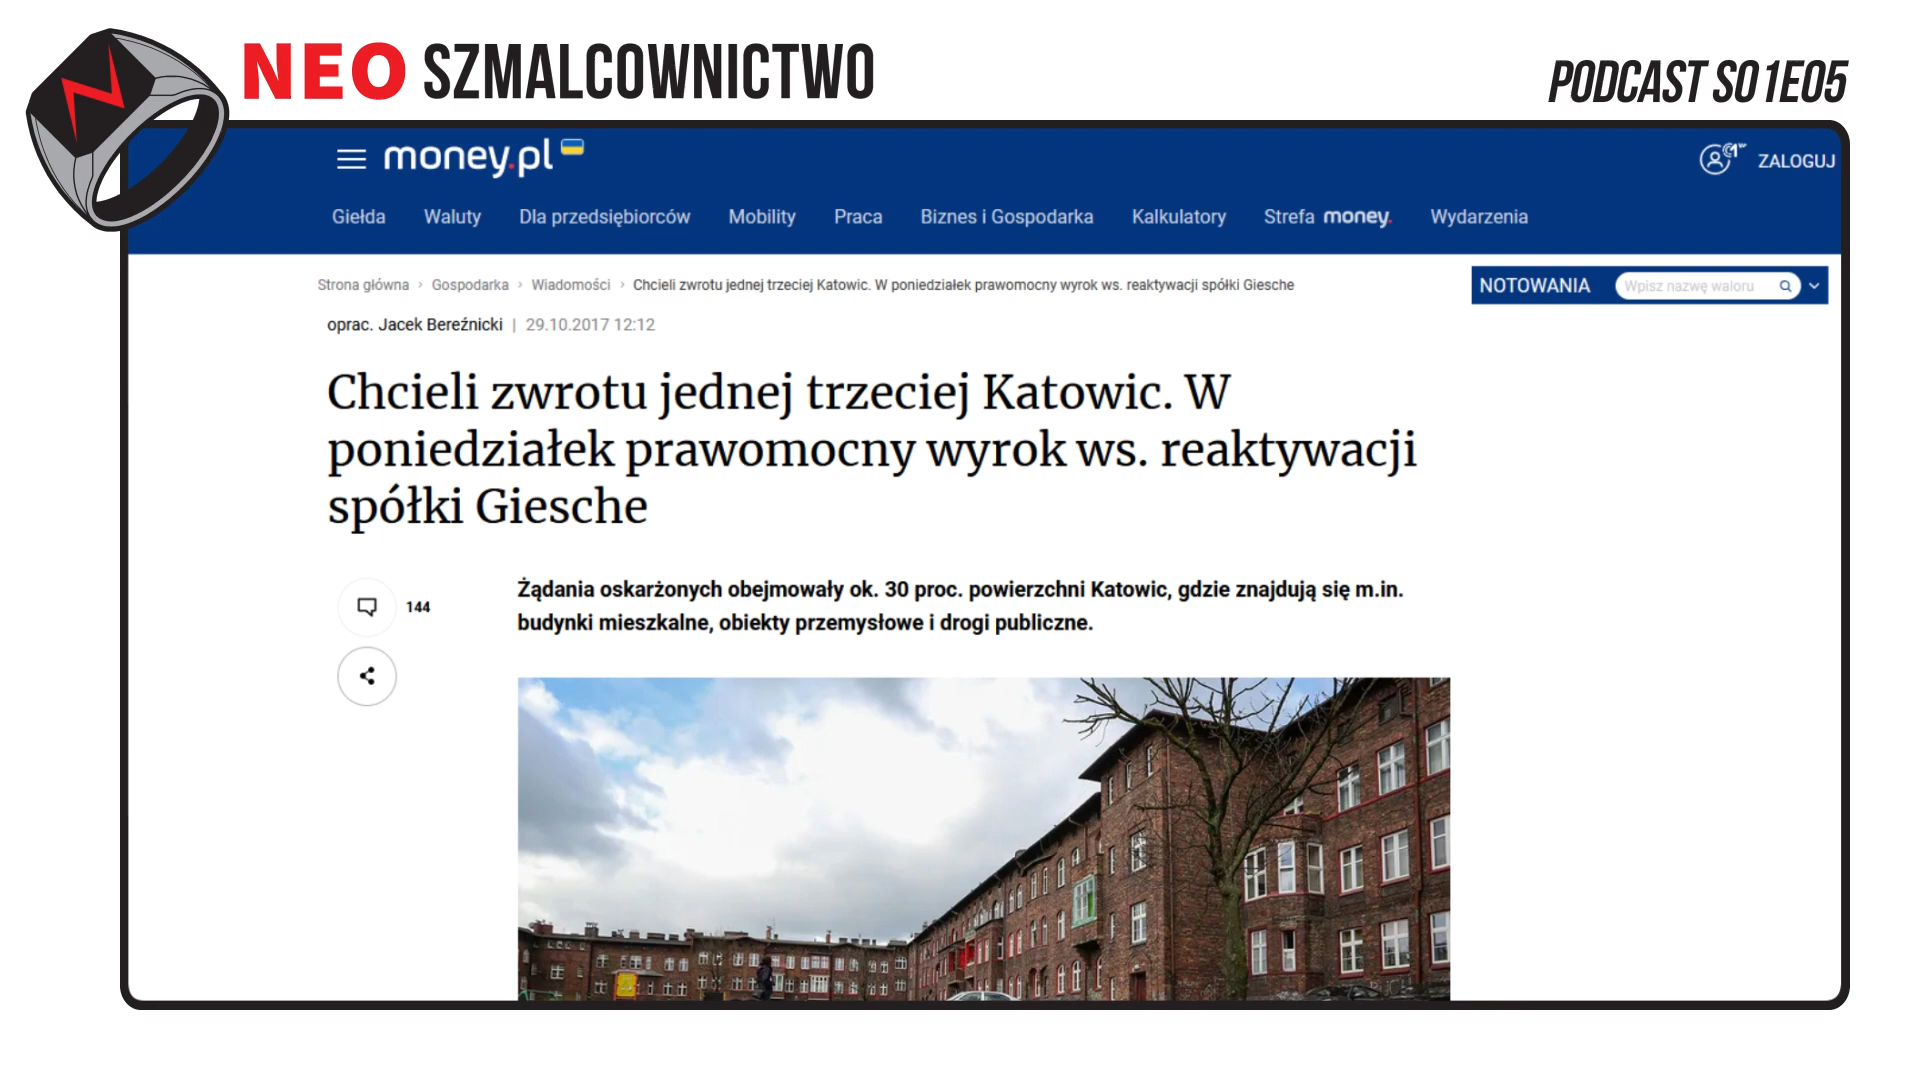 NEO SZMALCOWNICTWO
PODCAST S01E05
N
money.pl
ZALOGUJ
Giełda Waluty Dla przedsiębiorców Mobility Praca Biznes i Gospodarka Kalkulatory Strefa money. Wydarzenia
Strona główna › Gospodarka › Wiadomości › Chcieli zwrotu jednej trzeciej Katowic. W poniedziałek prawomocny wyrok ws. reaktywacji spółki Giesche
NOTOWANIA Wpisz nazwę waloru
oprac. Jacek Bereźnicki | 29.10.2017 12:12
Chcieli zwrotu jednej trzeciej Katowic. W
poniedziałek prawomocny wyrok ws. reaktywacji
spółki Giesche
144
Żądania oskarżonych obejmowały ok. 30 proc. powierzchni Katowic, gdzie znajdują się m.in.
budynki mieszkalne, obiekty przemysłowe i drogi publiczne.